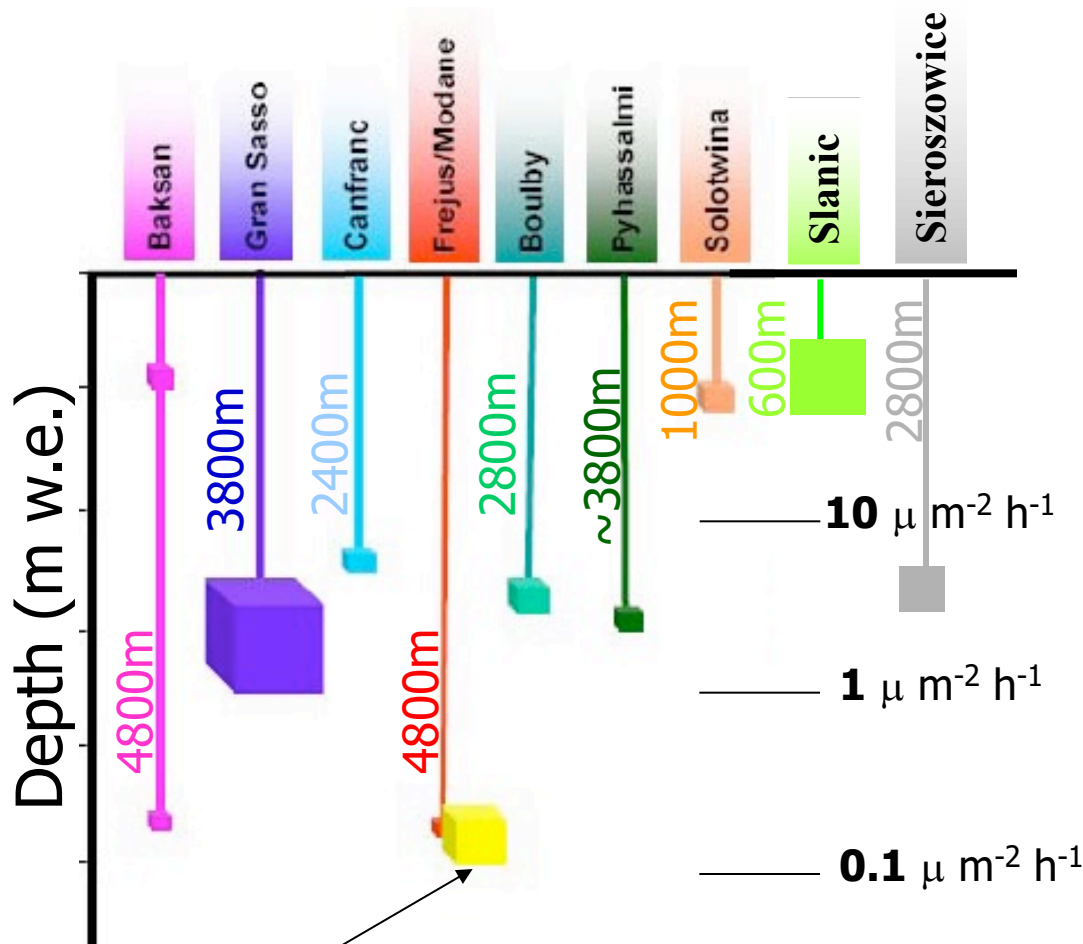 Baksan
Gran Sasso
Canfranc
Frejus/Modane
Boulby
Pyhassalmi
Solotwina
Slanic
Sieroszowice
Depth (m w.e.)
4800m
3800m
2400m
4800m
2800m
~3800m
1000m
600m
2800m
10 μ m⁻² h⁻¹
1 μ m⁻² h⁻¹
0.1 μ m⁻² h⁻¹